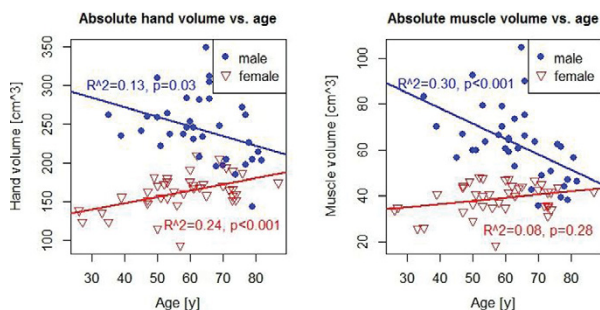 Absolute hand volume vs. age
Hand volume [cm^3]
350
300
250
200
150
100
male
female
R^2=0.13, p=0.03
R^2=0.24, p<0.001
30 40 50 60 70 80
Age [y]
Absolute muscle volume vs. age
Muscle volume [cm^3]
100
80
60
40
20
male
female
R^2=0.30, p<0.001
R^2=0.08, p=0.28
30 40 50 60 70 80
Age [y]